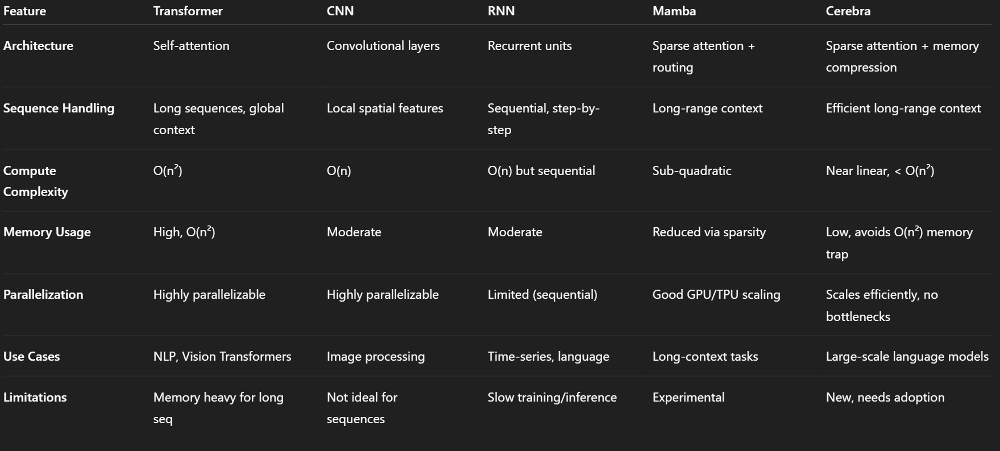 Feature Transformer CNN RNN Mamba Cerebra
Architecture Self-attention Convolutional layers Recurrent units Sparse attention + Sparse attention + memory
routing compression
Sequence Handling Long sequences, global Local spatial features Sequential, step-by- Long-range context Efficient long-range context
context step
Compute O(n²) O(n) O(n) but sequential Sub-quadratic Near linear, < O(n²)
Complexity
Memory Usage High, O(n²) Moderate Moderate Reduced via sparsity Low, avoids O(n²) memory
trap
Parallelization Highly parallelizable Highly parallelizable Limited (sequential) Good GPU/TPU scaling Scales efficiently, no
bottlenecks
Use Cases NLP, Vision Transformers Image processing Time-series, language Long-context tasks Large-scale language models
Limitations Memory heavy for long Not ideal for Slow training/inference Experimental New, needs adoption
seq sequences